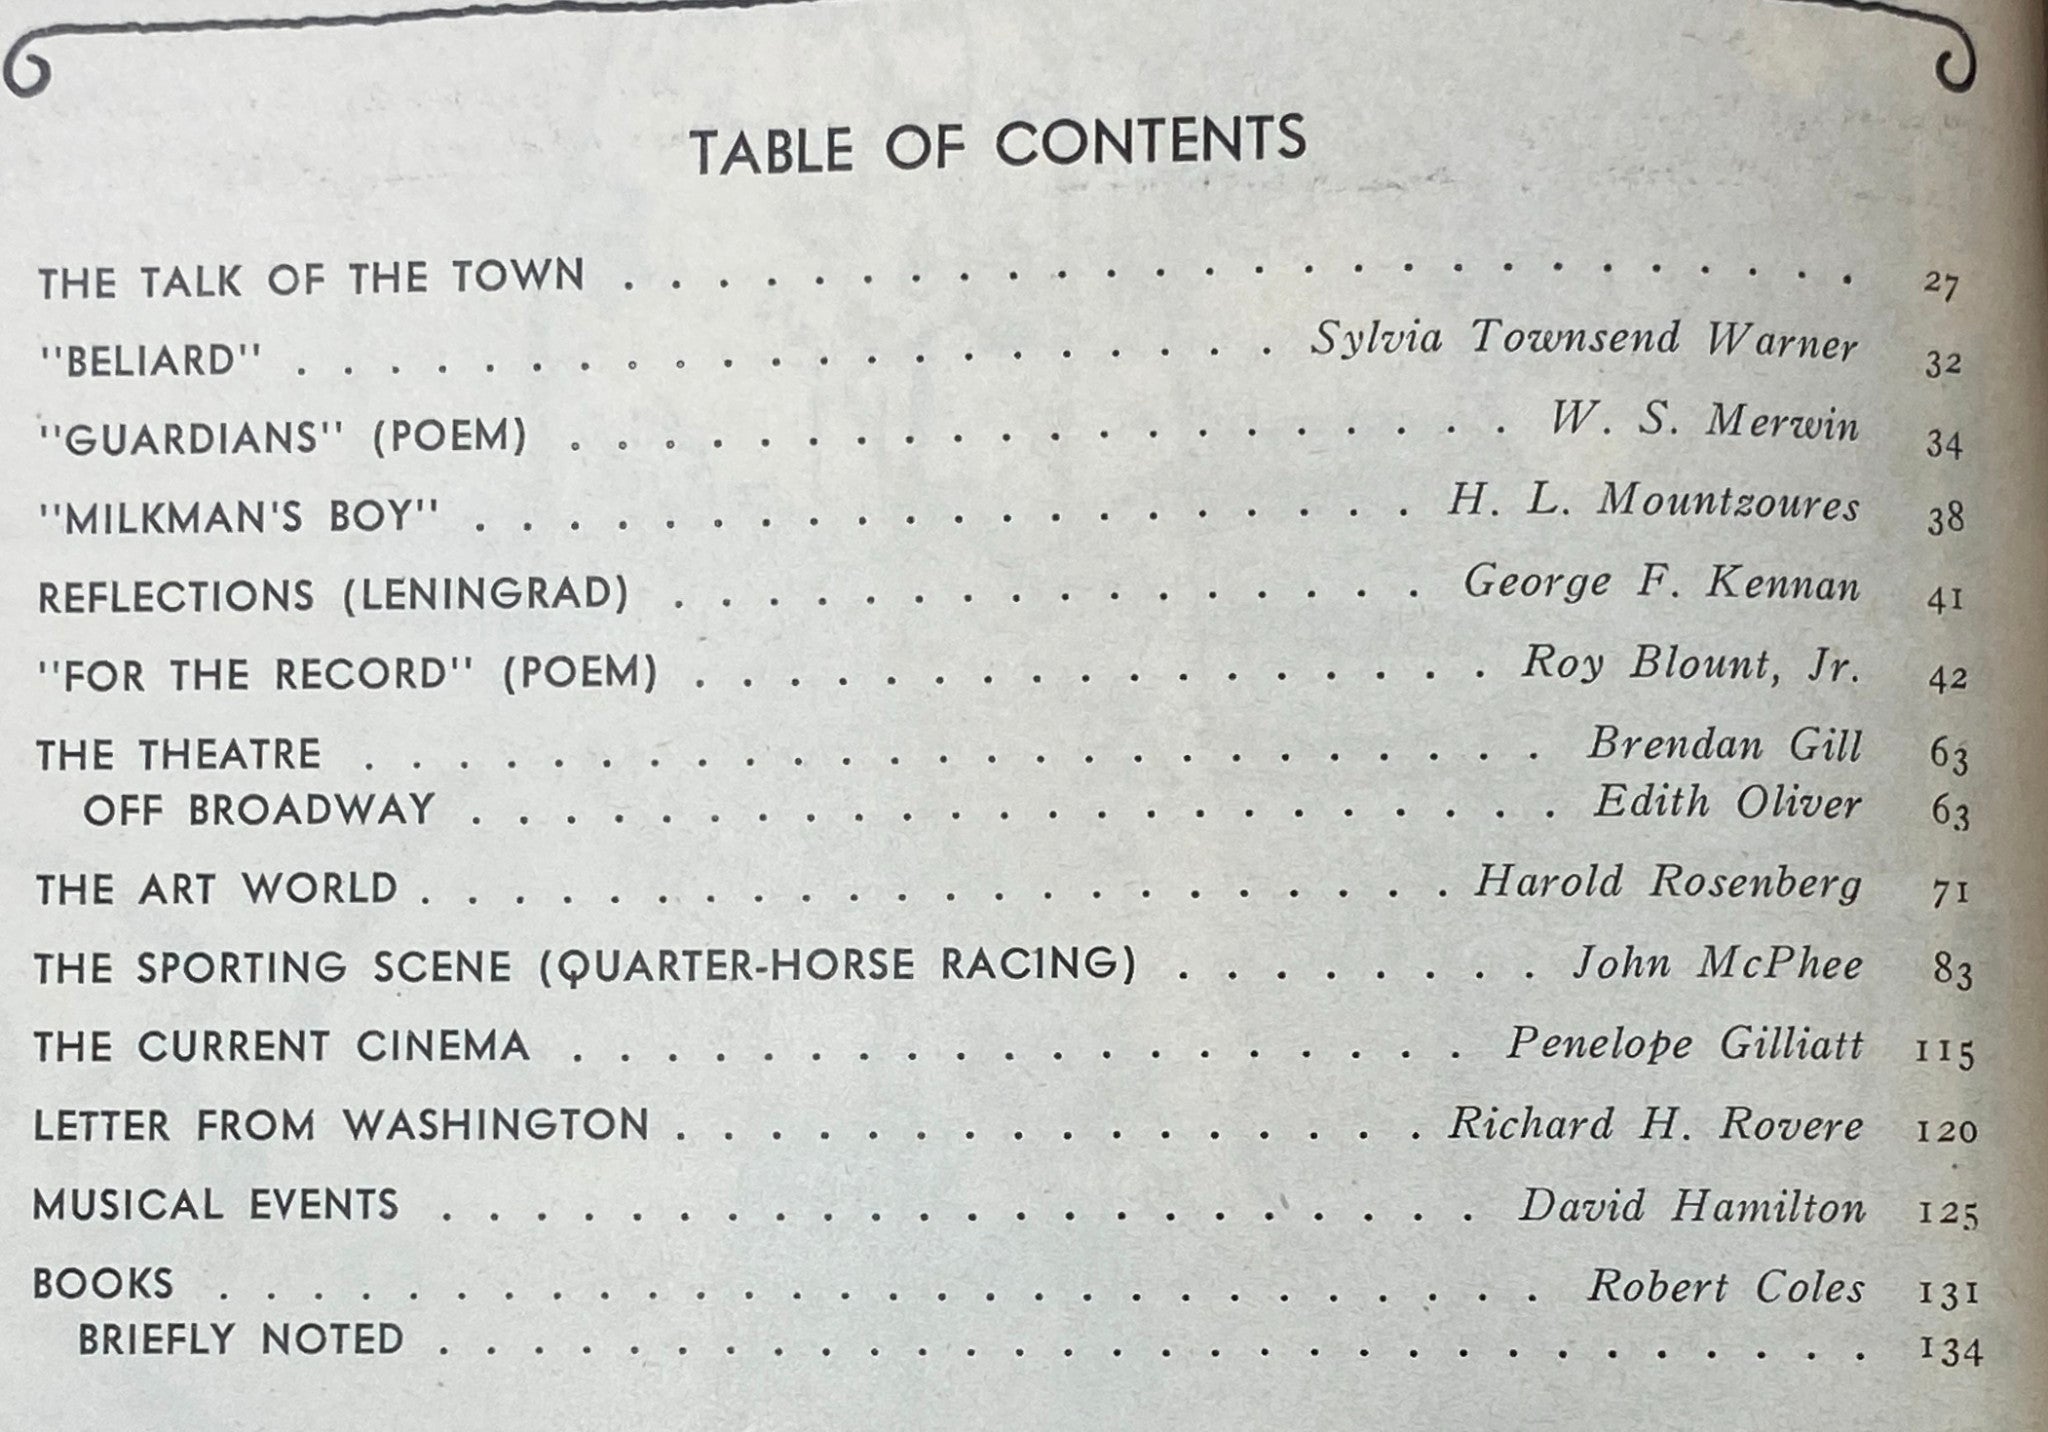 TABLE OF CONTENTS
THE TALK OF THE TOWN . . . . . . . . . . . . . . . . . . . . . . . . . . 27
"BELIARD" . . . . . . . . . . . . . . . . . . . . . Sylvia Townsend Warner 32
"GUARDIANS" (POEM) . . . . . . . . . . . . . . . . . . . . W. S. Merwin 34
"MILKMAN'S BOY" . . . . . . . . . . . . . . . . . . . . H. L. Mountzoures 38
REFLECTIONS (LENINGRAD) . . . . . . . . . . . . . . . . George F. Kennan 41
"FOR THE RECORD" (POEM) . . . . . . . . . . . . . . . . . Roy Blount, Jr. 42
THE THEATRE . . . . . . . . . . . . . . . . . . . . . . . . . Brendan Gill 63
OFF BROADWAY . . . . . . . . . . . . . . . . . . . . . . . Edith Oliver 63
THE ART WORLD . . . . . . . . . . . . . . . . . . . . . . Harold Rosenberg 71
THE SPORTING SCENE (QUARTER-HORSE RACING) . . . . . . . . John McPhee 83
THE CURRENT CINEMA . . . . . . . . . . . . . . . . . . . Penelope Gilliatt 115
LETTER FROM WASHINGTON . . . . . . . . . . . . . . . . Richard H. Rovere 120
MUSICAL EVENTS . . . . . . . . . . . . . . . . . . . . . . David Hamilton 125
BOOKS . . . . . . . . . . . . . . . . . . . . . . . . . . . . Robert Coles 131
BRIEFLY NOTED . . . . . . . . . . . . . . . . . . . . . . . . . . . . . . 134